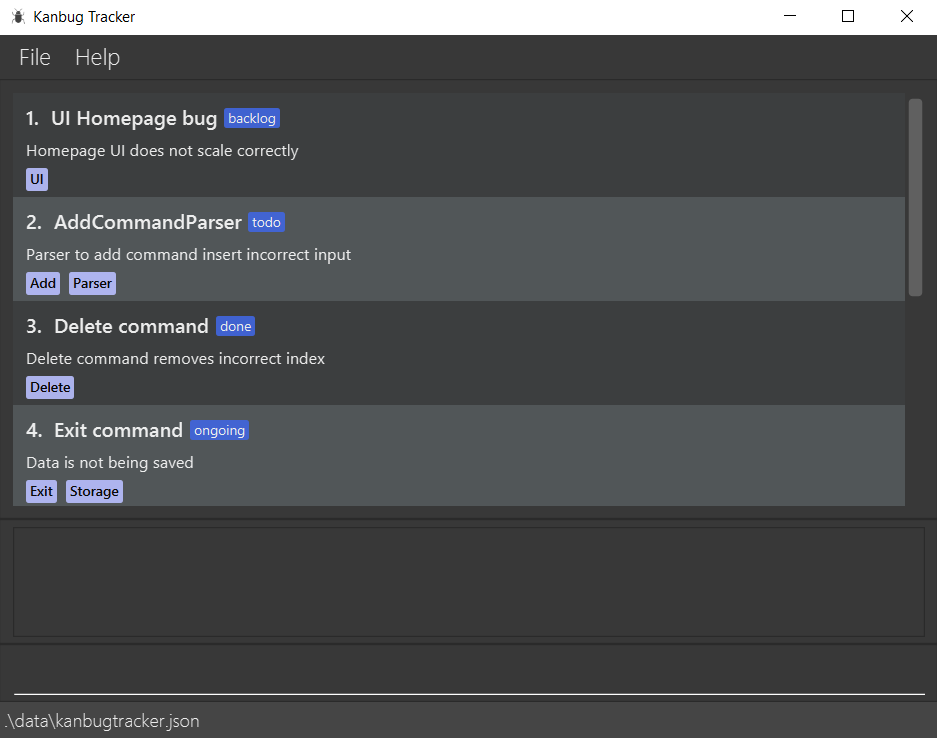 Kanbug Tracker
File Help
1. UI Homepage bug backlog
Homepage UI does not scale correctly
UI
2. AddCommandParser todo
Parser to add command insert incorrect input
Add Parser
3. Delete command done
Delete command removes incorrect index
Delete
4. Exit command ongoing
Data is not being saved
Exit Storage
.\data\kanbugtracker.json